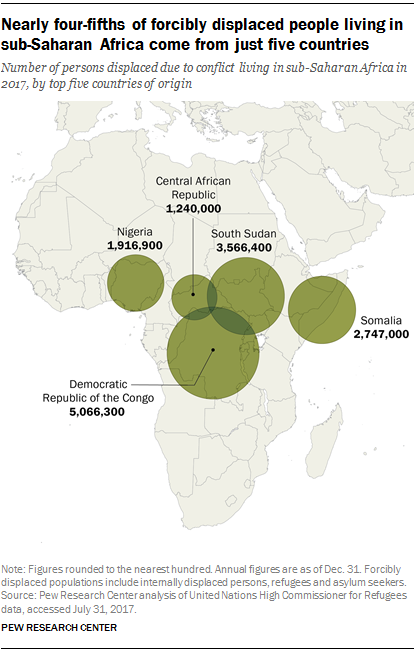 Nearly four-fifths of forcibly displaced people living in
sub-Saharan Africa come from just five countries
Number of persons displaced due to conflict living in sub-Saharan Africa in
2017, by top five countries of origin
Central African
Republic
1,240,000
Nigeria
1,916,900
South Sudan
3,566,400
Somalia
2,747,000
Democratic
Republic of the Congo
5,066,300
Note: Figures rounded to the nearest hundred. Annual figures are as of Dec. 31. Forcibly
displaced populations include internally displaced persons, refugees and asylum seekers.
Source: Pew Research Center analysis of United Nations High Commissioner for Refugees
data, accessed July 31, 2017.
PEW RESEARCH CENTER